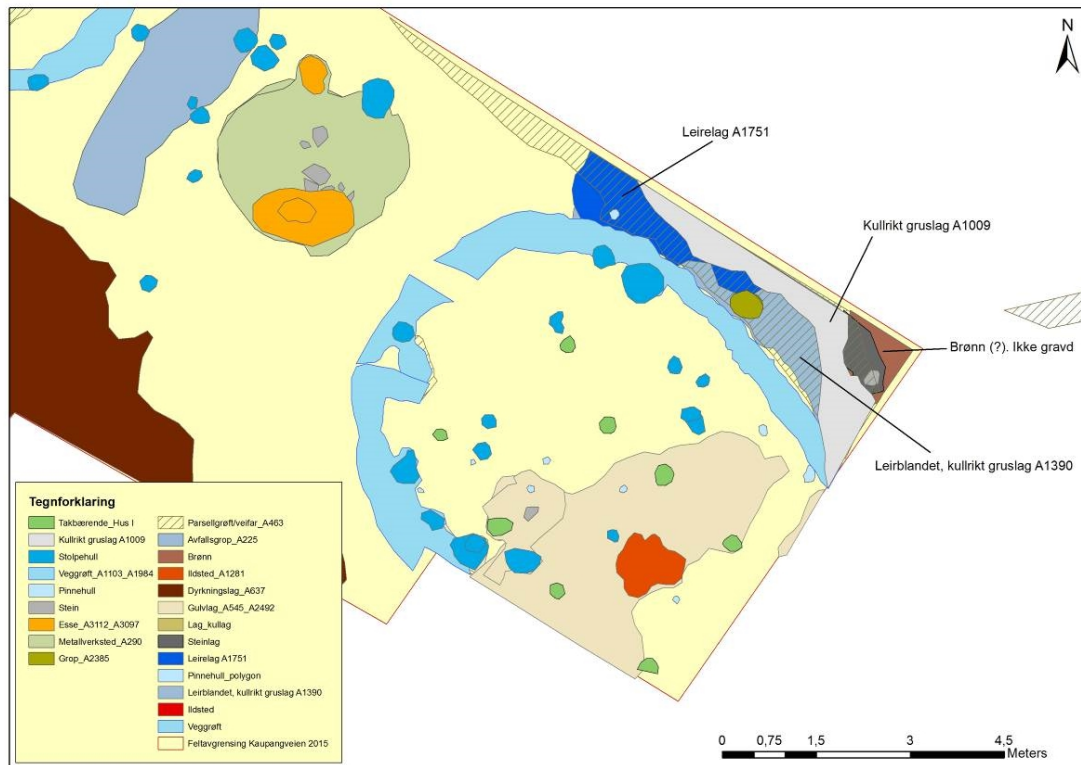 N
Leirelag A1751
Kullrikt gruslag A1009
Brønn (?). Ikke gravd
Leirblandet, kullrikt gruslag A1390
Tegnforklaring
Takbærende_Hus I
Kullrikt gruslag A1009
Stolpehull
Veggrøft_A1103_A1984
Pinnehull
Stein
Esse_A3112_A3097
Metallverksted_A290
Grop_A2385
Parsellgrøft/veifar_A463
Avfallsgrop_A225
Brønn
Ildsted_A1281
Dyrkningslag_A637
Gulvlag_A545_A2492
Lag_kullag
Steinlag
Leirelag A1751
Pinnehull_polygon
Leirblandet, kullrikt gruslag A1390
Ildsted
Veggrøft
Feltavgrensing Kaupangveien 2015
0 0,75 1,5 3 4,5
Meters